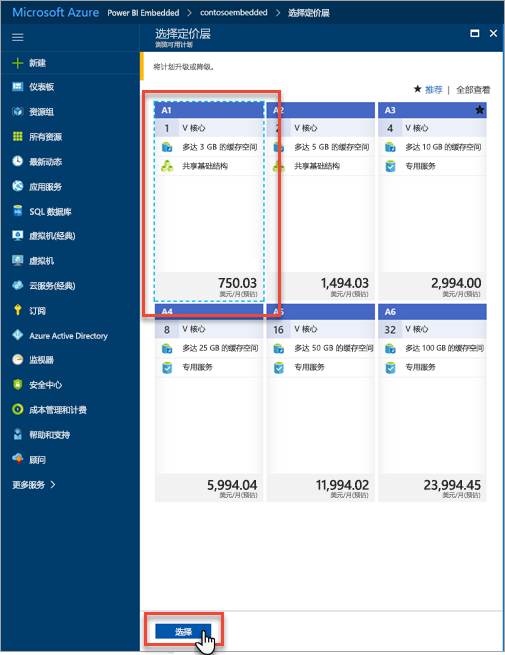 Microsoft Azure Power BI Embedded > contosoembedded > 选择定价层
选择定价层
浏览可用计划
新建
仪表板
资源组
所有资源
最新动态
应用服务
SQL 数据库
虚拟机(经典)
虚拟机
云服务(经典)
订阅
Azure Active Directory
监视器
安全中心
成本管理和计费
帮助和支持
顾问
更多服务 >
将计划升级或降级。
★ 推荐 | 全部查看
A1
1 V 核心
多达 3 GB 的缓存空间
共享基础结构
750.03
美元/月(预估)
A2
2 V 核心
多达 5 GB 的缓存空间
共享基础结构
1,494.03
美元/月(预估)
A3
4 V 核心
多达 10 GB 的缓存空间
专用服务
2,994.00
美元/月(预估)
A4
8 V 核心
多达 25 GB 的缓存空间
专用服务
5,994.04
美元/月(预估)
A5
16 V 核心
多达 50 GB 的缓存空间
专用服务
11,994.02
美元/月(预估)
A6
32 V 核心
多达 100 GB 的缓存空间
专用服务
23,994.45
美元/月(预估)
选择